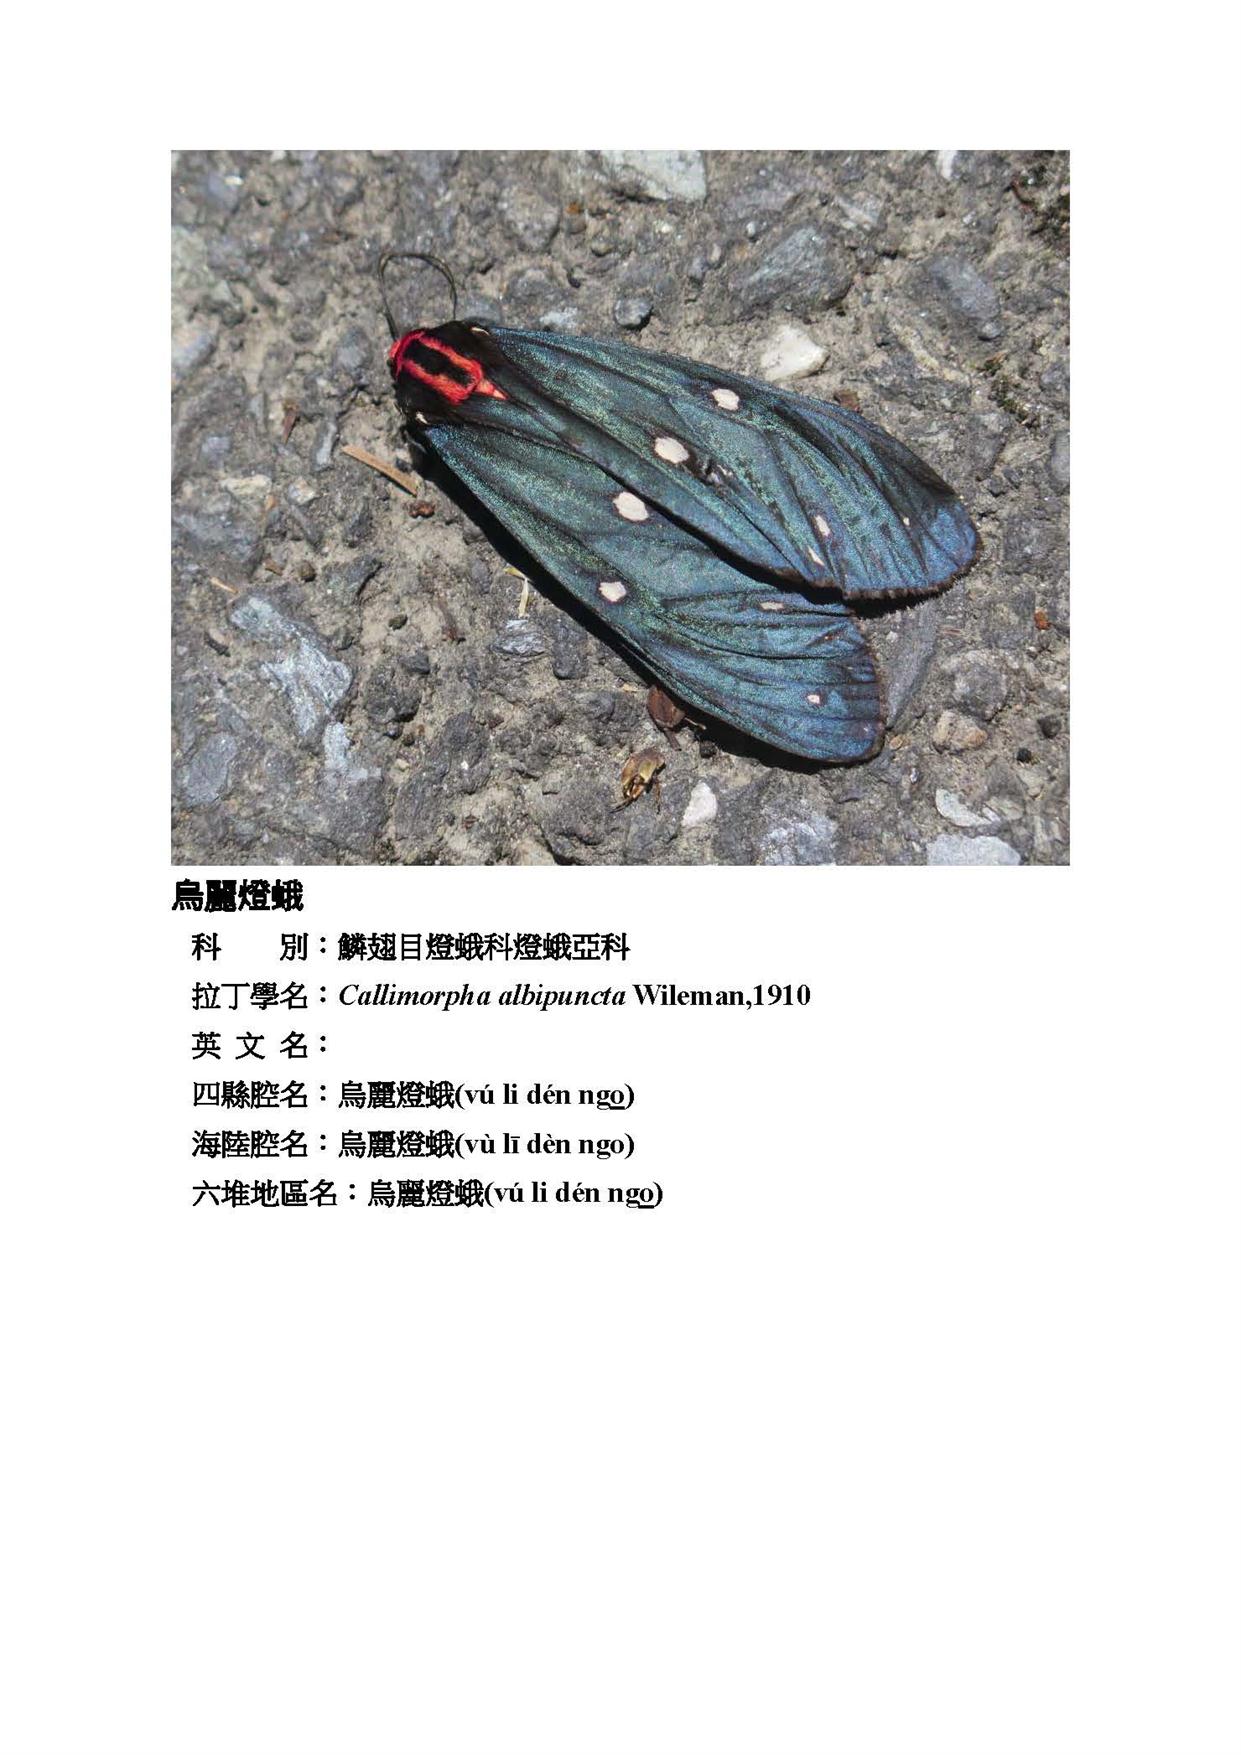 烏麗燈蛾
科　　別：鱗翅目燈蛾科燈蛾亞科
拉丁學名：Callimorpha albipuncta Wileman,1910
英 文 名：
四縣腔名：烏麗燈蛾(vú li dén ngo̲)
海陸腔名：烏麗燈蛾(vù lī dèn ngo)
六堆地區名：烏麗燈蛾(vú li dén ngo̲)